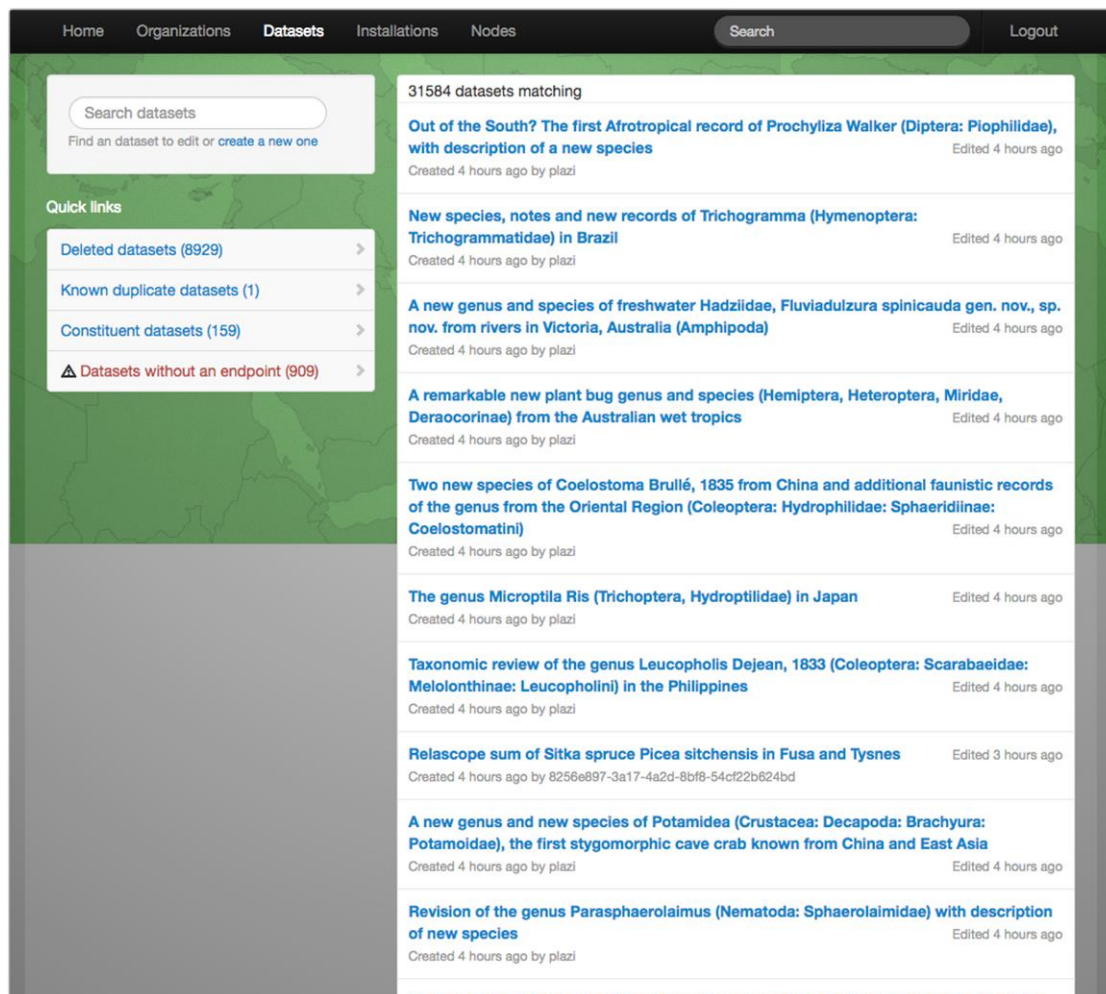 Home Organizations Datasets Installations Nodes Search Logout
Search datasets
Find an dataset to edit or create a new one
Quick links
Deleted datasets (8929)
Known duplicate datasets (1)
Constituent datasets (159)
Datasets without an endpoint (909)
31584 datasets matching
Out of the South? The first Afrotropical record of Prochyliza Walker (Diptera: Piophilidae),
with description of a new species Edited 4 hours ago
Created 4 hours ago by plazi
New species, notes and new records of Trichogramma (Hymenoptera:
Trichogrammatidae) in Brazil Edited 4 hours ago
Created 4 hours ago by plazi
A new genus and species of freshwater Hadziidae, Fluviadulzura spinicauda gen. nov., sp.
nov. from rivers in Victoria, Australia (Amphipoda) Edited 4 hours ago
Created 4 hours ago by plazi
A remarkable new plant bug genus and species (Hemiptera, Heteroptera, Miridae,
Deraocorinae) from the Australian wet tropics Edited 4 hours ago
Created 4 hours ago by plazi
Two new species of Coelostoma Brullé, 1835 from China and additional faunistic records
of the genus from the Oriental Region (Coleoptera: Hydrophilidae: Sphaeridiinae:
Coelostomatini) Edited 4 hours ago
Created 4 hours ago by plazi
The genus Microptila Ris (Trichoptera, Hydroptilidae) in Japan Edited 4 hours ago
Created 4 hours ago by plazi
Taxonomic review of the genus Leucopholis Dejean, 1833 (Coleoptera: Scarabaeidae:
Melolonthinae: Leucopholini) in the Philippines Edited 4 hours ago
Created 4 hours ago by plazi
Relascope sum of Sitka spruce Picea sitchensis in Fusa and Tysnes Edited 3 hours ago
Created 4 hours ago by 8256e897-3a17-4a2d-8bf8-54cf22b624bd
A new genus and new species of Potamidea (Crustacea: Decapoda: Brachyura:
Potamoidae), the first stygomorphic cave crab known from China and East Asia
Created 4 hours ago by plazi Edited 4 hours ago
Revision of the genus Parasphaerolaimus (Nematoda: Sphaerolaimidae) with description
of new species Edited 4 hours ago
Created 4 hours ago by plazi